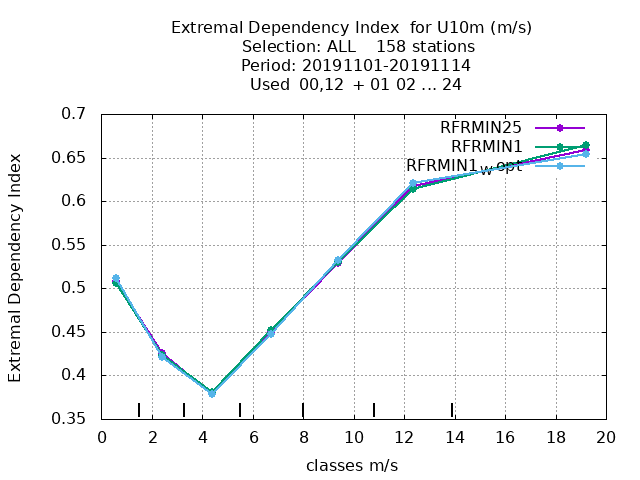 Extremal Dependency Index  for U10m (m/s)
Selection: ALL    158 stations
Period: 20191101-20191114
Used  00,12  + 01 02 ... 24
0.7
0.65
0.6
0.55
0.5
0.45
0.4
0.35
Extremal Dependency Index
RFRMIN25
RFRMIN1
RFRMIN1wopt
0 2 4 6 8 10 12 14 16 18 20
classes m/s